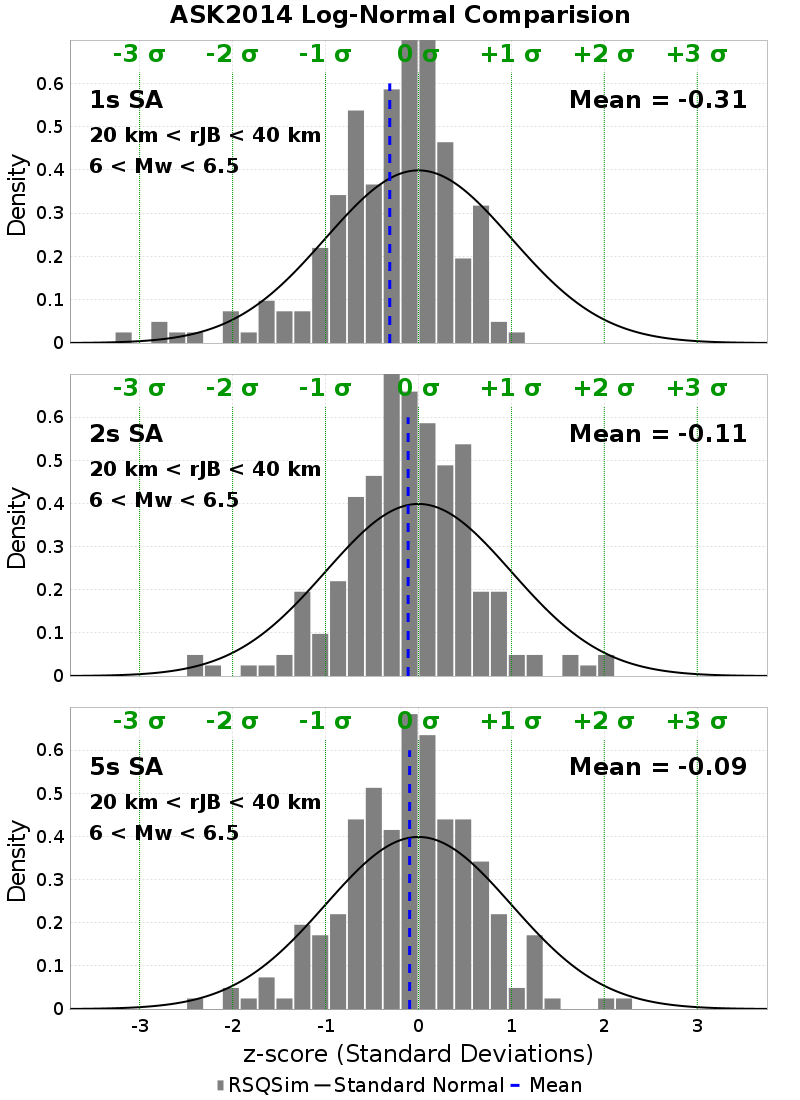 ASK2014 Log-Normal Comparision
-3 σ -2 σ -1 σ 0 σ +1 σ +2 σ +3 σ
1s SA Mean = -0.31
20 km < rJB < 40 km
6 < Mw < 6.5
0.6
0.5
0.4
0.3
0.2
0.1
0
Density
-3 σ -2 σ -1 σ 0 σ +1 σ +2 σ +3 σ
2s SA Mean = -0.11
20 km < rJB < 40 km
6 < Mw < 6.5
0.6
0.5
0.4
0.3
0.2
0.1
0
Density
-3 σ -2 σ -1 σ 0 σ +1 σ +2 σ +3 σ
5s SA Mean = -0.09
20 km < rJB < 40 km
6 < Mw < 6.5
0.6
0.5
0.4
0.3
0.2
0.1
0
Density
-3 -2 -1 0 1 2 3
z-score (Standard Deviations)
RSQSim Standard Normal Mean